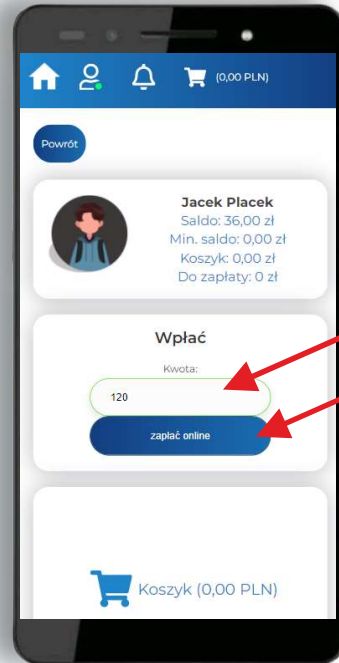 (0,00 PLN)
Powrót
Jacek Placek
Saldo: 36,00 zł
Min. saldo: 0,00 zł
Koszyk: 0,00 zł
Do zapłaty: 0 zł
Wpłać
Kwota:
120
zapłać online
Koszyk (0,00 PLN)